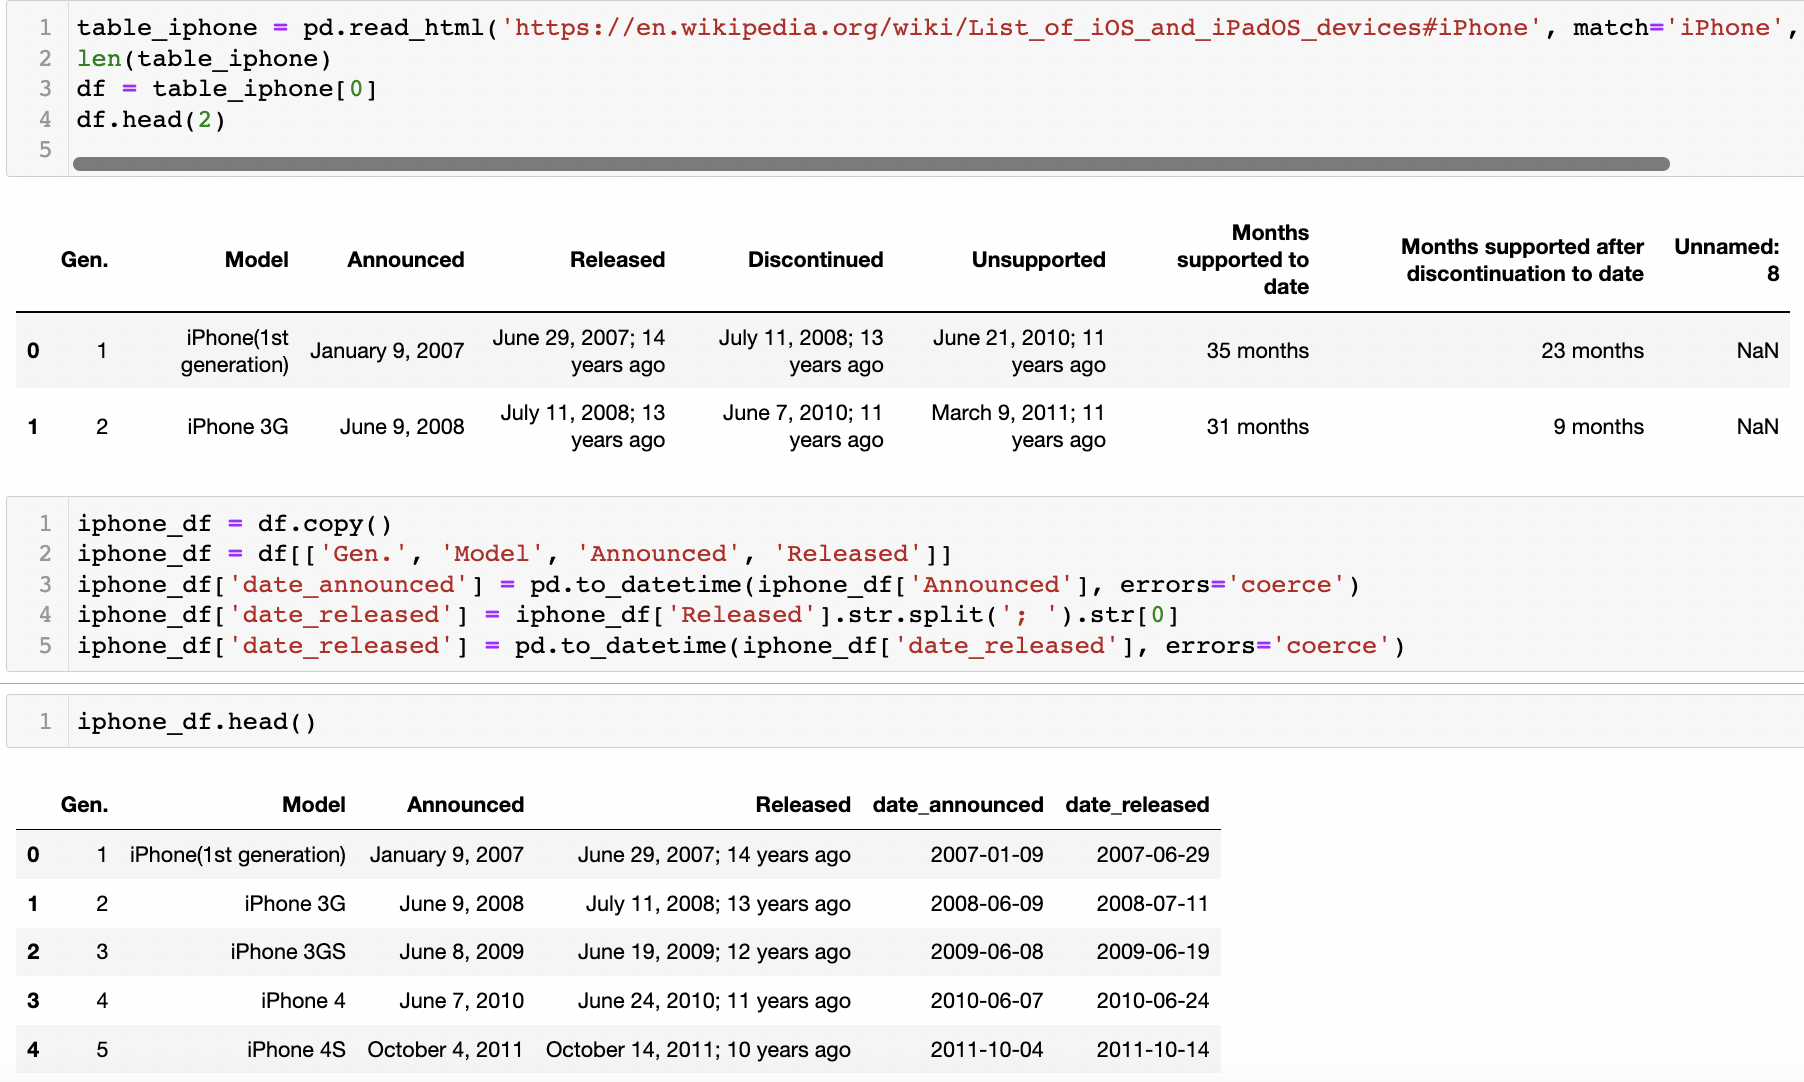 1 table_iphone = pd.read_html('https://en.wikipedia.org/wiki/List_of_iOS_and_iPadOS_devices#iPhone', match='iPhone',
2 len(table_iphone)
3 df = table_iphone[0]
4 df.head(2)
5
Months
Months supported after Unnamed:
Gen. Model Announced Released Discontinued Unsupported supported to
discontinuation to date 8
date
iPhone(1st June 29, 2007; 14 July 11, 2008; 13 June 21, 2010; 11
0 1 January 9, 2007 35 months 23 months NaN
generation) years ago years ago years ago
July 11, 2008; 13 June 7, 2010; 11 March 9, 2011; 11
1 2 iPhone 3G June 9, 2008 31 months 9 months NaN
years ago years ago years ago
1 iphone_df = df.copy()
2 iphone_df = df[['Gen.', 'Model', 'Announced', 'Released']]
3 iphone_df['date_announced'] = pd.to_datetime(iphone_df['Announced'], errors='coerce')
4 iphone_df['date_released'] = iphone_df['Released'].str.split('; ').str[0]
5 iphone_df['date_released'] = pd.to_datetime(iphone_df['date_released'], errors='coerce')
1 iphone_df.head()
Gen. Model Announced Released date_announced date_released
0 1 iPhone(1st generation) January 9, 2007 June 29, 2007; 14 years ago 2007-01-09 2007-06-29
1 2 iPhone 3G June 9, 2008 July 11, 2008; 13 years ago 2008-06-09 2008-07-11
2 3 iPhone 3GS June 8, 2009 June 19, 2009; 12 years ago 2009-06-08 2009-06-19
3 4 iPhone 4 June 7, 2010 June 24, 2010; 11 years ago 2010-06-07 2010-06-24
4 5 iPhone 4S October 4, 2011 October 14, 2011; 10 years ago 2011-10-04 2011-10-14